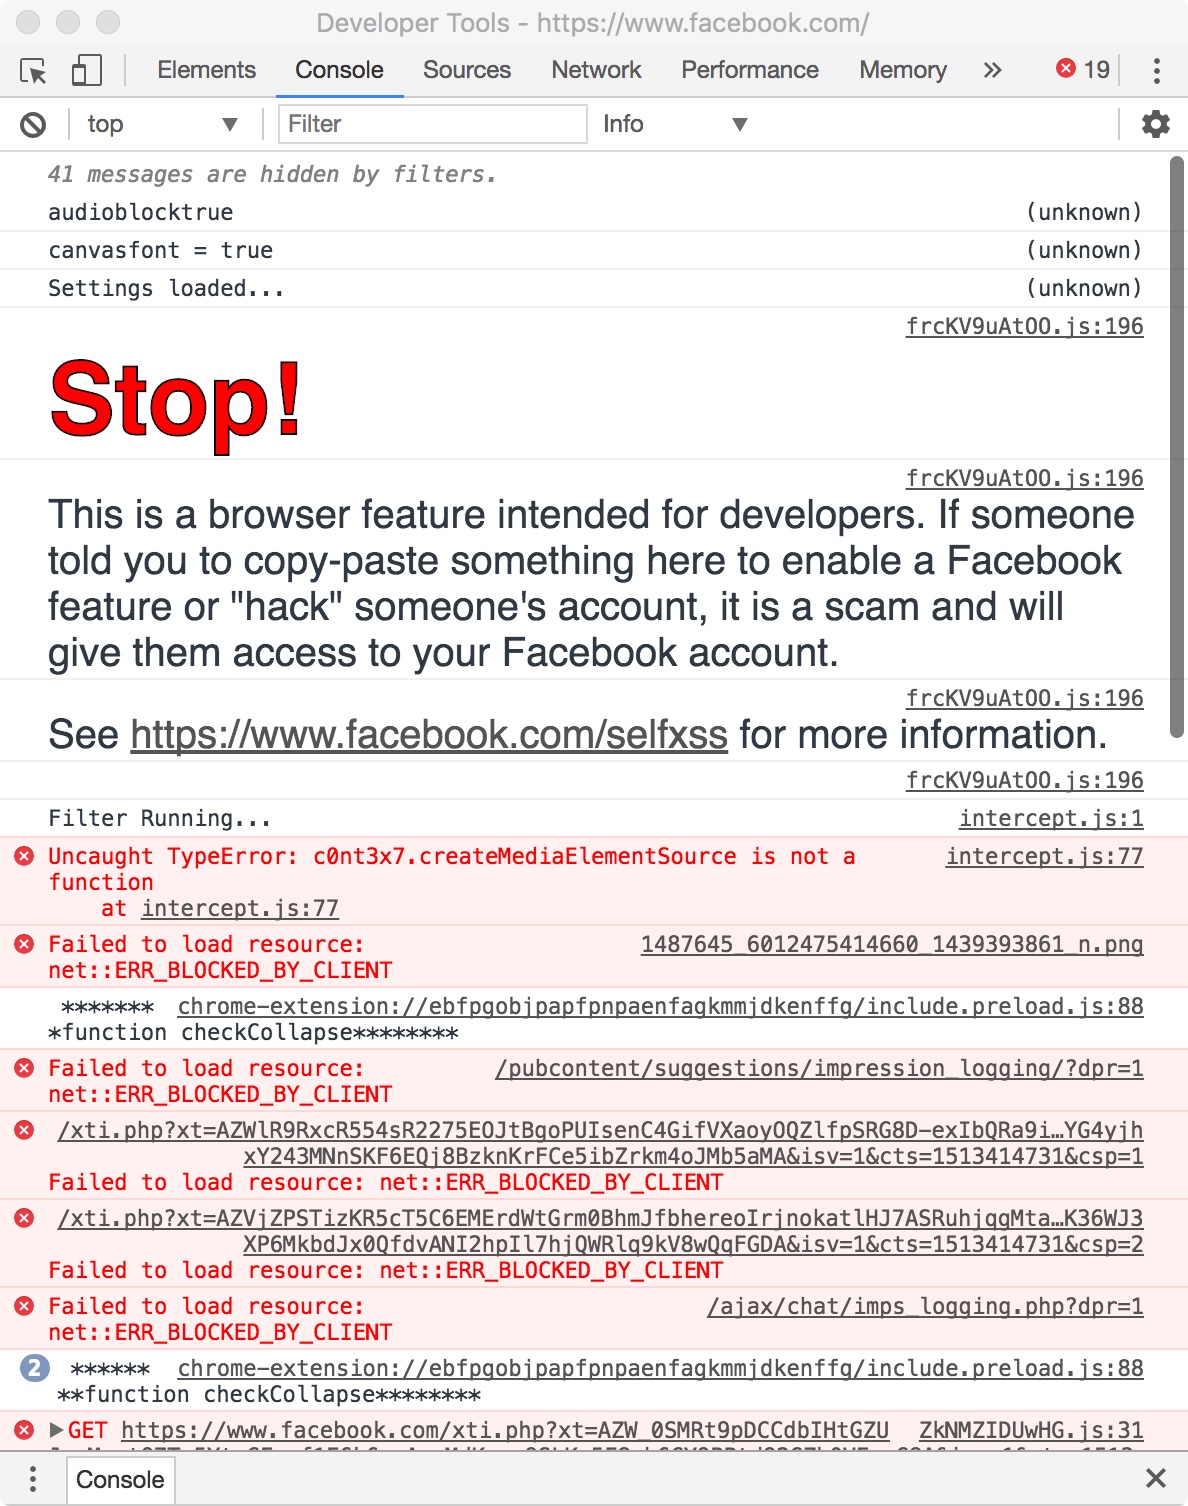 Developer Tools - https://www.facebook.com/
Elements Console Sources Network Performance Memory » 19
top ▼ Filter Info ▼
41 messages are hidden by filters.
audioblocktrue (unknown)
canvasfont = true (unknown)
Settings loaded... (unknown)
frcKV9uAtOO.js:196
Stop!
frcKV9uAtOO.js:196
This is a browser feature intended for developers. If someone
told you to copy-paste something here to enable a Facebook
feature or "hack" someone's account, it is a scam and will
give them access to your Facebook account.
frcKV9uAtOO.js:196
See https://www.facebook.com/selfxss for more information.
frcKV9uAtOO.js:196
Filter Running... intercept.js:1
Uncaught TypeError: c0nt3x7.createMediaElementSource is not a intercept.js:77
function
at intercept.js:77
Failed to load resource: 1487645_6012475414660_1439393861_n.png
net::ERR_BLOCKED_BY_CLIENT
******* chrome-extension://ebfpgobjpapfpnpaenfagkmmjdkenffg/include.preload.js:88
*function checkCollapse********
Failed to load resource: /pubcontent/suggestions/impression_logging/?dpr=1
net::ERR_BLOCKED_BY_CLIENT
/xti.php?xt=AZWlR9RxcR554sR2275EOJtBgoPUIsenC4GifVXaoyOQZlfpSRG8D-exIbQRa9i…YG4yjh
xY243MNnSKF6EQj8BzknKrFCe5ibZrkm4oJMb5aMA&isv=1&cts=1513414731&csp=1
Failed to load resource: net::ERR_BLOCKED_BY_CLIENT
/xti.php?xt=AZVjZPSTizKR5cT5C6EMErdWtGrm0BhmJfbhereoIrjnokatlHJ7ASRuhjqgMta…K36WJ3
XP6MkbdJx0QfdvANI2hpIl7hjQWRlq9kV8wQqFGDA&isv=1&cts=1513414731&csp=2
Failed to load resource: net::ERR_BLOCKED_BY_CLIENT
Failed to load resource: /ajax/chat/imps_logging.php?dpr=1
net::ERR_BLOCKED_BY_CLIENT
2 ****** chrome-extension://ebfpgobjpapfpnpaenfagkmmjdkenffg/include.preload.js:88
**function checkCollapse********
▶GET https://www.facebook.com/xti.php?xt=AZW_0SMRt9pDCCdbIHtGZU ZkNMZIDUwHG.js:31
Console